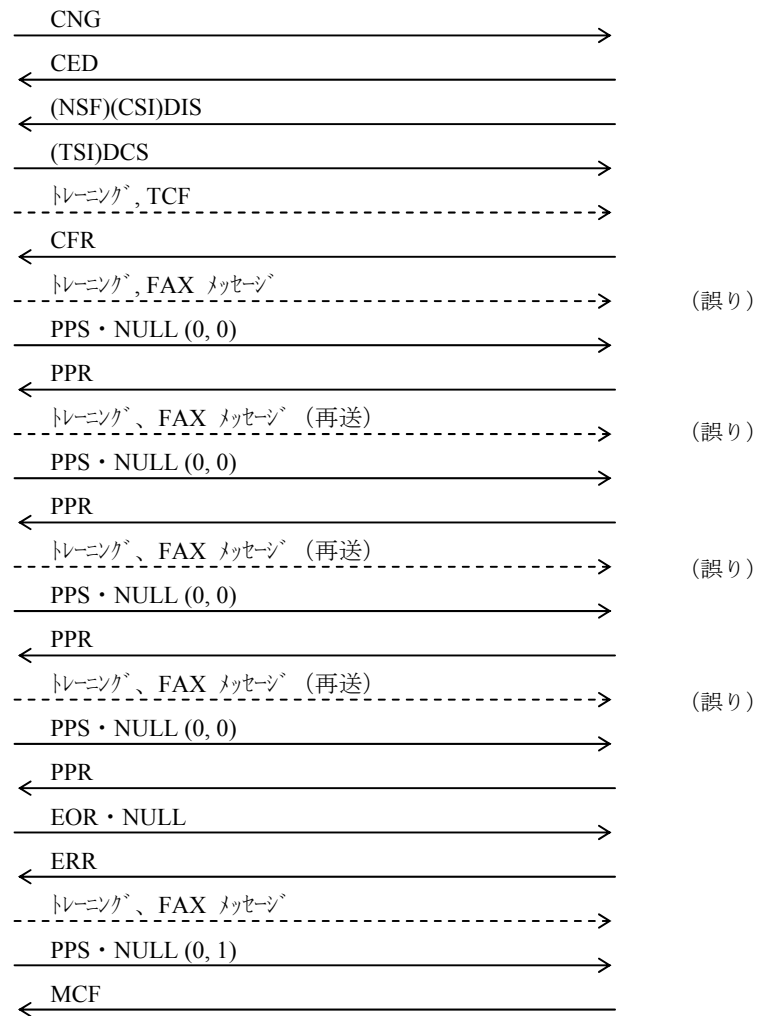 CNG
CED
(NSF)(CSI)DIS
(TSI)DCS
ﾄﾚｰﾆﾝｸﾞ, TCF
CFR
ﾄﾚｰﾆﾝｸﾞ, FAX ﾒｯｾｰｼﾞ
（誤り）
PPS・NULL (0, 0)
PPR
ﾄﾚｰﾆﾝｸﾞ、FAX ﾒｯｾｰｼﾞ（再送）
（誤り）
PPS・NULL (0, 0)
PPR
ﾄﾚｰﾆﾝｸﾞ、FAX ﾒｯｾｰｼﾞ（再送）
（誤り）
PPS・NULL (0, 0)
PPR
ﾄﾚｰﾆﾝｸﾞ、FAX ﾒｯｾｰｼﾞ（再送）
（誤り）
PPS・NULL (0, 0)
PPR
EOR・NULL
ERR
ﾄﾚｰﾆﾝｸﾞ、FAX ﾒｯｾｰｼﾞ
PPS・NULL (0, 1)
MCF